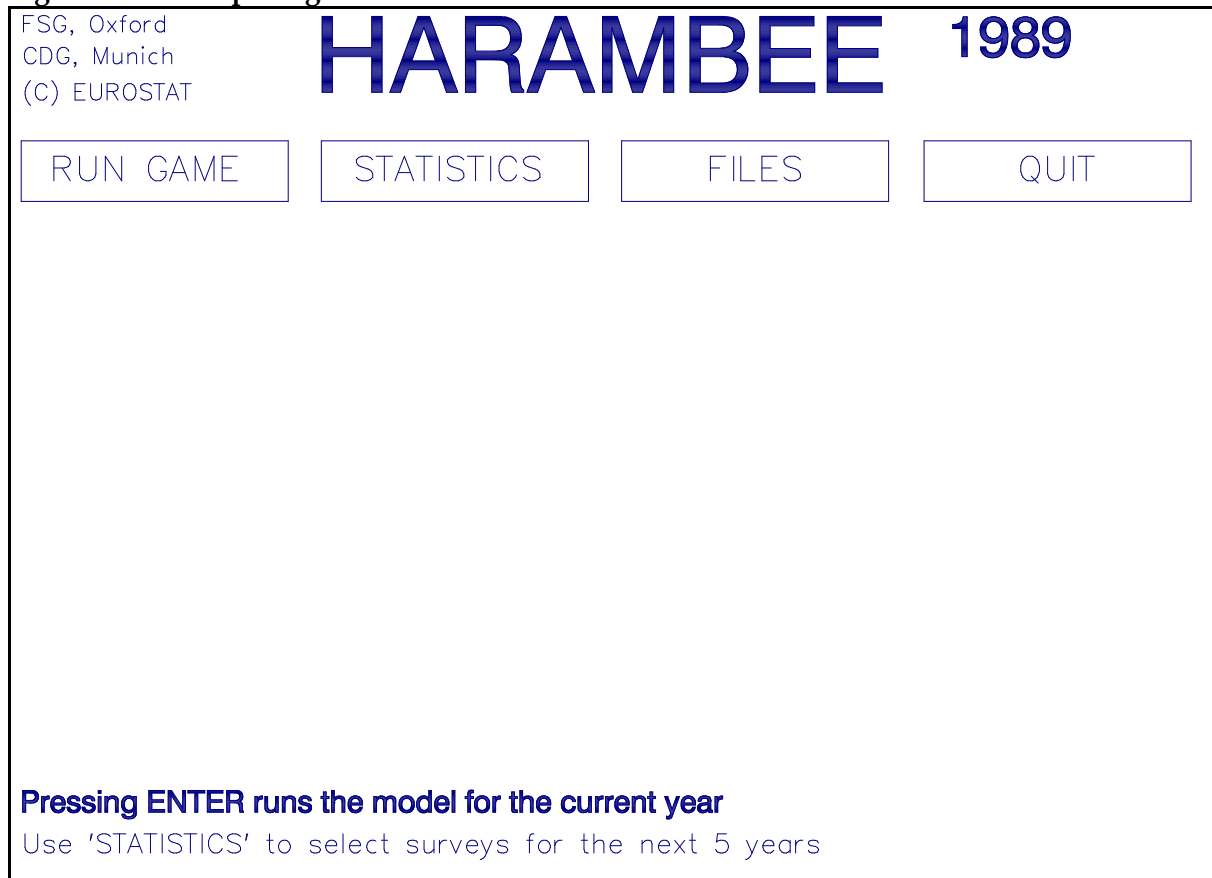 FSG, Oxford
CDG, Munich
(C) EUROSTAT
HARAMBEE 1989
RUN GAME STATISTICS FILES QUIT
Pressing ENTER runs the model for the current year
Use 'STATISTICS' to select surveys for the next 5 years